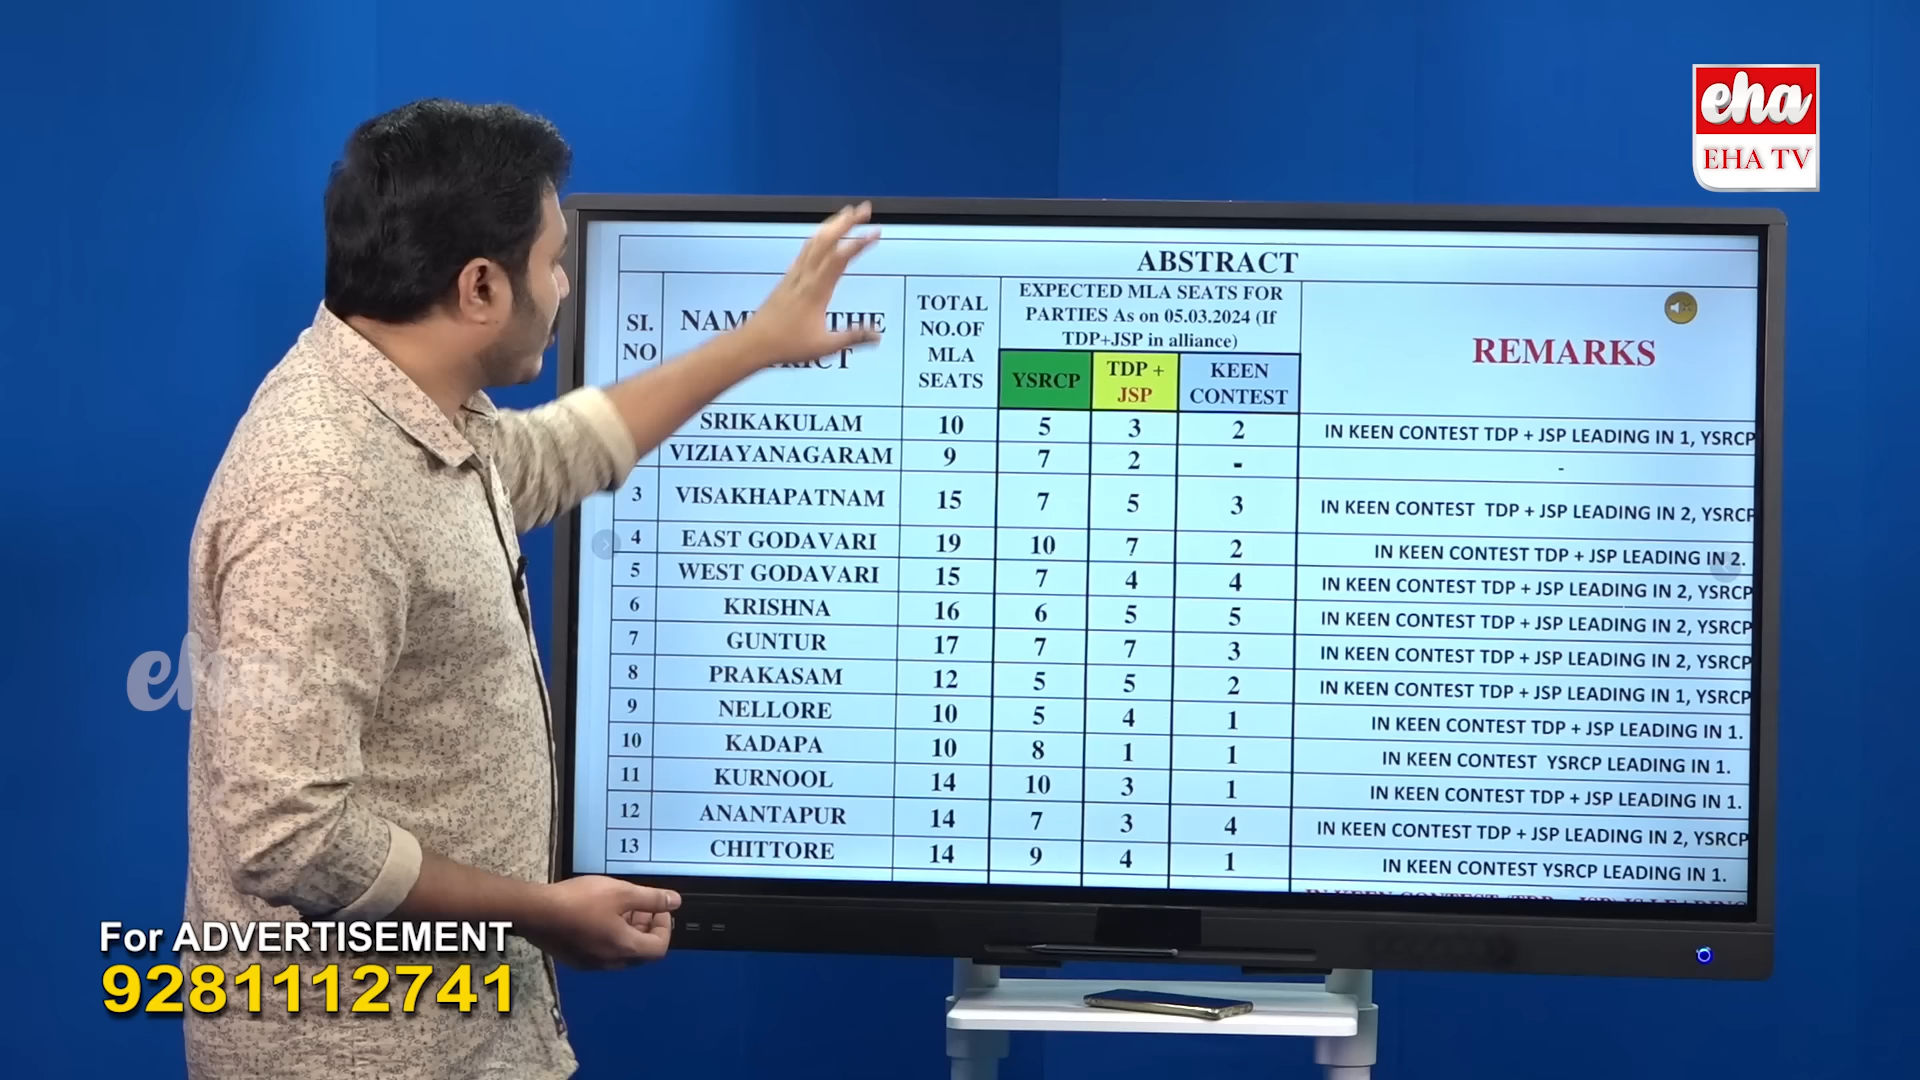 eha
EHA TV
ABSTRACT
SI. NO
THE
TOTAL NO.OF MLA SEATS
EXPECTED MLA SEATS FOR PARTIES As on 05.03.2024 (If TDP+JSP in alliance)
YSRCP
TDP + JSP
KEEN CONTEST
REMARKS
SRIKAKULAM 10 5 3 2 IN KEEN CONTEST TDP + JSP LEADING IN 1, YSRCP
VIZIAYANAGARAM 9 7 2 - -
3 VISAKHAPATNAM 15 7 5 3 IN KEEN CONTEST TDP + JSP LEADING IN 2, YSRCP
4 EAST GODAVARI 19 10 7 2 IN KEEN CONTEST TDP + JSP LEADING IN 2.
5 WEST GODAVARI 15 7 4 4 IN KEEN CONTEST TDP + JSP LEADING IN 2, YSRCP
6 KRISHNA 16 6 5 5 IN KEEN CONTEST TDP + JSP LEADING IN 2, YSRCP
7 GUNTUR 17 7 7 3 IN KEEN CONTEST TDP + JSP LEADING IN 2, YSRCP
8 PRAKASAM 12 5 5 2 IN KEEN CONTEST TDP + JSP LEADING IN 1, YSRCP
9 NELLORE 10 5 4 1 IN KEEN CONTEST TDP + JSP LEADING IN 1.
10 KADAPA 10 8 1 1 IN KEEN CONTEST YSRCP LEADING IN 1.
11 KURNOOL 14 10 3 1 IN KEEN CONTEST TDP + JSP LEADING IN 1.
12 ANANTAPUR 14 7 3 4 IN KEEN CONTEST TDP + JSP LEADING IN 2, YSRCP
13 CHITTORE 14 9 4 1 IN KEEN CONTEST YSRCP LEADING IN 1.
eha
For ADVERTISEMENT
9281112741